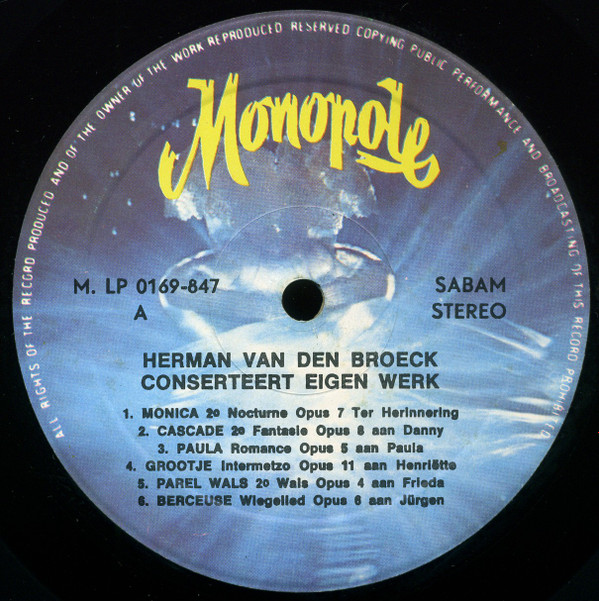 ALL RIGHTS OF THE RECORD PRODUCED AND OF THE OWNER OF THE WORK REPRODUCED RESERVED COPYING PUBLIC PERFORMANCE AND BROADCASTING OF THIS RECORD PROHIBITED
Monopole
M. LP 0169-847
A
SABAM
STEREO
HERMAN VAN DEN BROECK
CONSERTEERT EIGEN WERK
1. MONICA 2º Nocturne Opus 7 Ter Herinnering
2. CASCADE 2º Fantasie Opus 8 aan Danny
3. PAULA Romance Opus 5 aan Paula
4. GROOTJE Intermetzo Opus 11 aan Henriëtte
5. PAREL WALS 2º Wals Opus 4 aan Frieda
6. BERCEUSE Wiegelied Opus 6 aan Jürgen